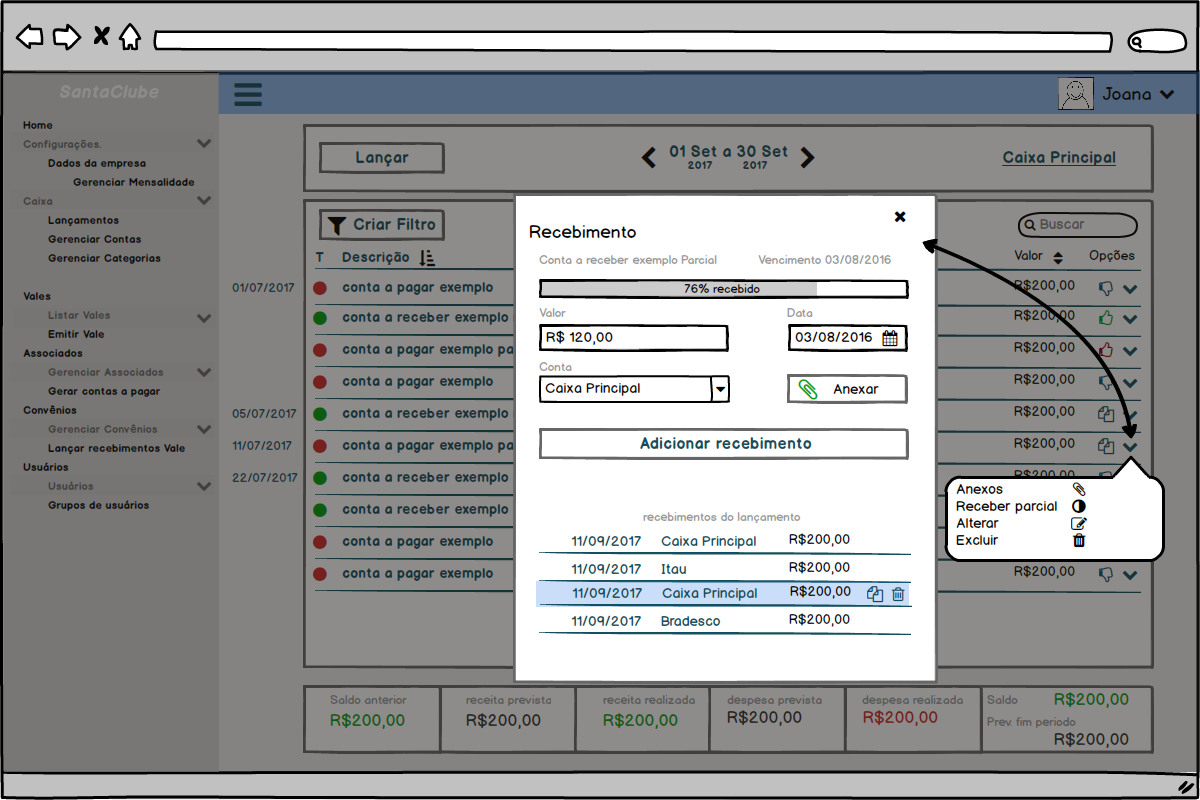 SantaClube
Joana
Home
Configurações.
Dados da empresa
Gerenciar Mensalidade
Caixa
Lançamentos
Gerenciar Contas
Gerenciar Categorias
Vales
Listar Vales
Emitir Vale
Associados
Gerenciar Associados
Gerar contas a pagar
Convênios
Gerenciar Convênios
Lançar recebimentos Vale
Usuários
Usuários
Grupos de usuários
Lançar
01 Set a 30 Set
2017 2017
Caixa Principal
Criar Filtro
Buscar
T Descrição Valor Opções
01/07/2017 conta a pagar exemplo R$200,00
conta a receber exemplo R$200,00
conta a pagar exemplo pa R$200,00
conta a pagar exemplo R$200,00
05/07/2017 conta a receber exemplo R$200,00
11/07/2017 conta a pagar exemplo pa R$200,00
22/07/2017 conta a receber exemplo R$200,00
conta a receber exemplo
conta a pagar exemplo
conta a pagar exemplo R$200,00
Recebimento
Conta a receber exemplo Parcial Vencimento 03/08/2016
76% recebido
Valor Data
R$ 120,00 03/08/2016
Conta
Caixa Principal Anexar
Adicionar recebimento
recebimentos do lançamento
11/09/2017 Caixa Principal R$200,00
11/09/2017 Itau R$200,00
11/09/2017 Caixa Principal R$200,00
11/09/2017 Bradesco R$200,00
Anexos
Receber parcial
Alterar
Excluir
Saldo anterior
R$200,00
receita prevista
R$200,00
receita realizada
R$200,00
despesa prevista
R$200,00
despesa realizada
R$200,00
Saldo R$200,00
Prev. fim periodo
R$200,00